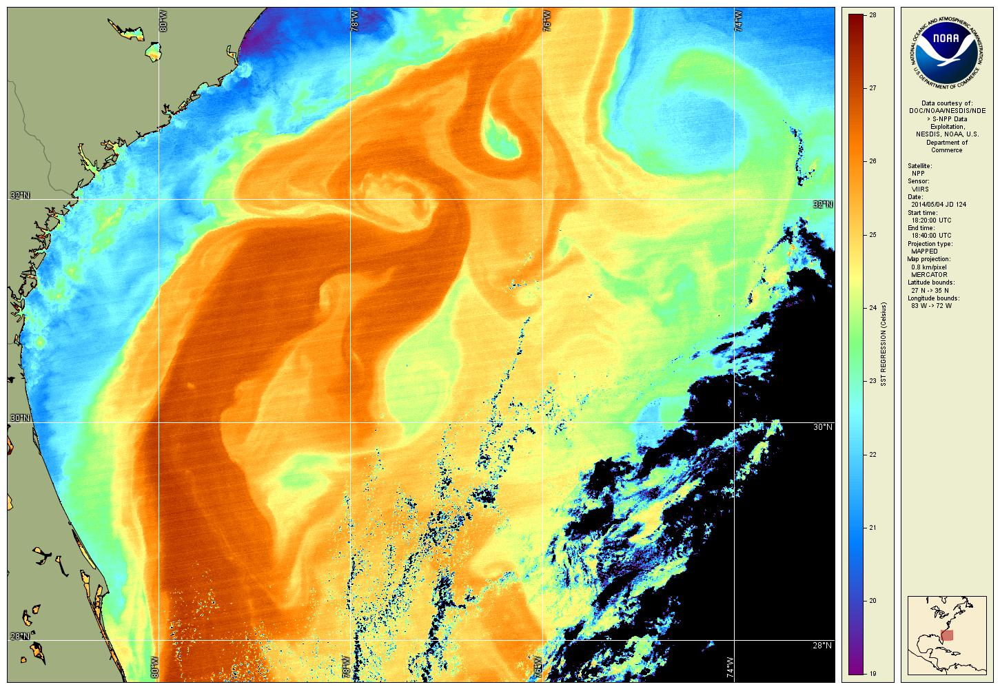 80°W
78°W
76°W
74°W
32°N
32°N
30°N
30°N
28°N
28°N
80°W
78°W
76°W
74°W
28
27
26
25
24
23
22
21
20
19
SST REGRESSION (Celsius)
NATIONAL OCEANIC AND ATMOSPHERIC ADMINISTRATION
NOAA
U.S. DEPARTMENT OF COMMERCE
Data courtesy of:
DOC/NOAA/NESDIS/NDE
> S-NPP Data
Exploitation,
NESDIS, NOAA, U.S.
Department of
Commerce
Satellite:
NPP
Sensor:
VIIRS
Date:
2014/05/04 JD 124
Start time:
18:20:00 UTC
End time:
18:40:00 UTC
Projection type:
MAPPED
Map projection:
0.8 km/pixel
MERCATOR
Latitude bounds:
27 N -> 35 N
Longitude bounds:
83 W -> 72 W